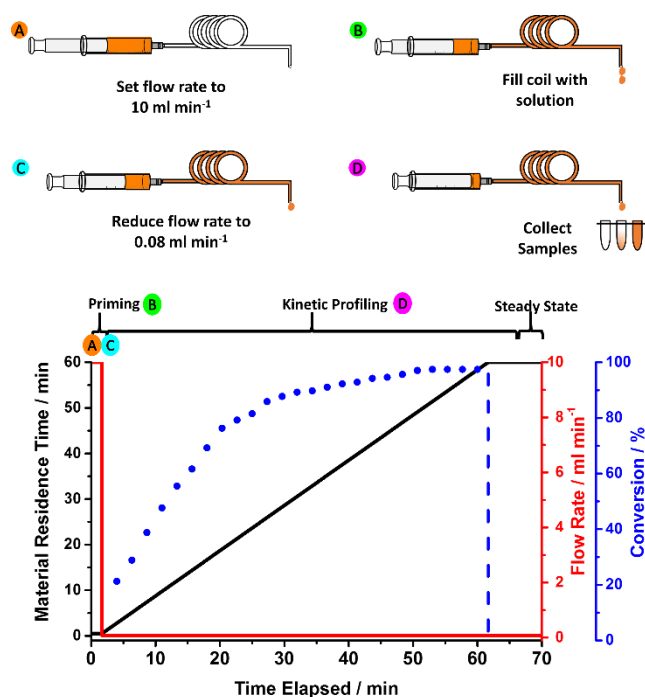 A
B
Set flow rate to
10 ml min⁻¹
Fill coil with
solution
C
D
Reduce flow rate to
0.08 ml min⁻¹
Collect
Samples
Priming B
Kinetic Profiling D
Steady State
A C
60
50
40
30
20
10
0
Material Residence Time / min
0 10 20 30 40 50 60 70
Time Elapsed / min
10
8
6
4
2
0
Flow Rate / ml min⁻¹
100
80
60
40
20
0
Conversion / %